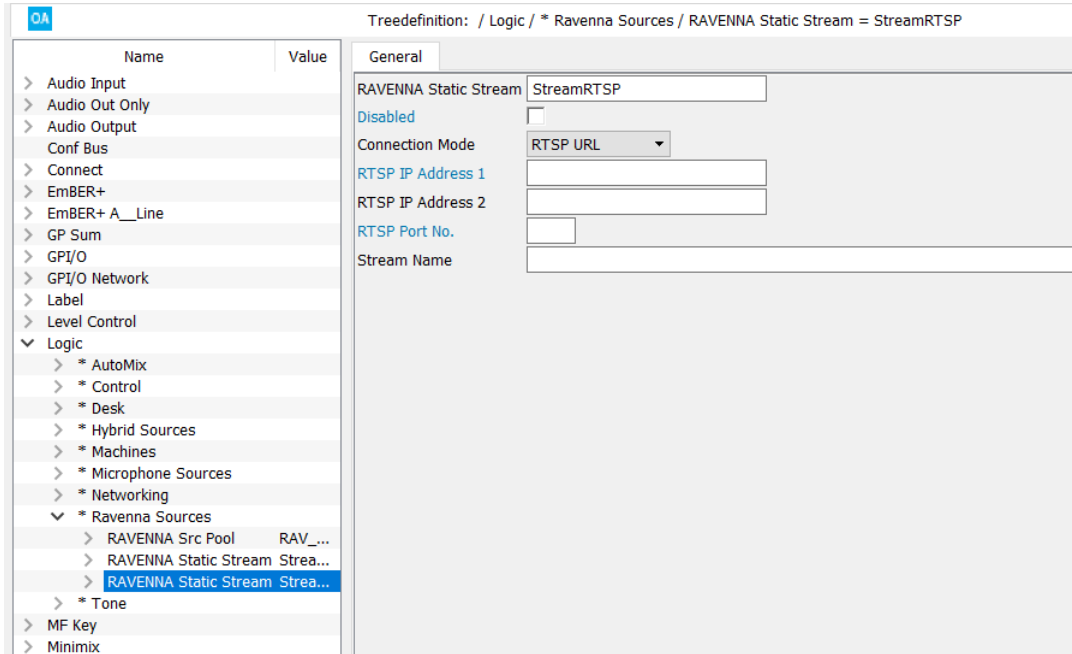 OA
Treedefinition: / Logic / * Ravenna Sources / RAVENNA Static Stream = StreamRTSP
Name Value
Audio Input
Audio Out Only
Audio Output
Conf Bus
Connect
EmBER+
EmBER+ A__Line
GP Sum
GPI/O
GPI/O Network
Label
Level Control
Logic
* AutoMix
* Control
* Desk
* Hybrid Sources
* Machines
* Microphone Sources
* Networking
* Ravenna Sources
RAVENNA Src Pool RAV_...
RAVENNA Static Stream Strea...
RAVENNA Static Stream Strea...
* Tone
MF Key
Minimix
General
RAVENNA Static Stream StreamRTSP
Disabled
Connection Mode RTSP URL
RTSP IP Address 1
RTSP IP Address 2
RTSP Port No.
Stream Name